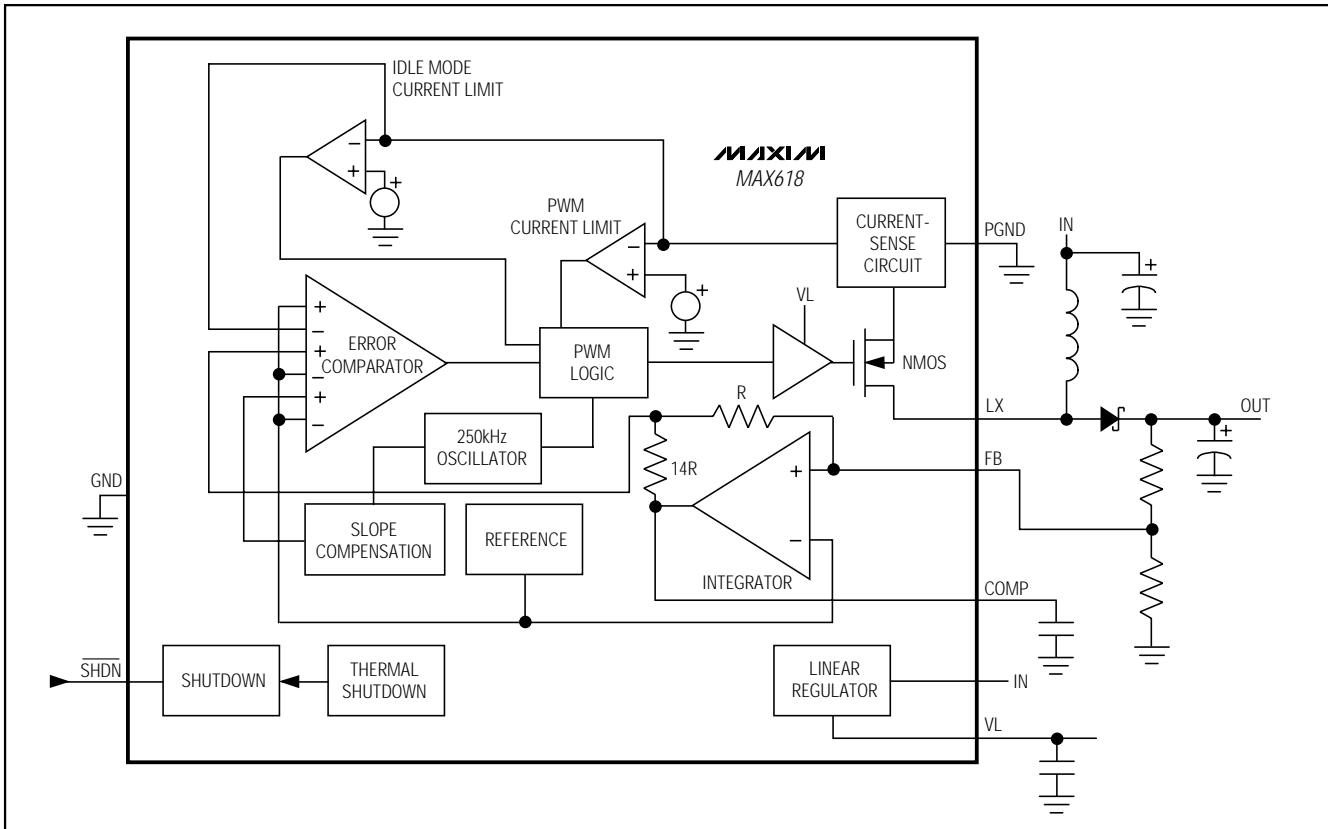 IDLE MODE
CURRENT LIMIT
−
+
+
MAXIM
MAX618
PWM
CURRENT LIMIT
−
+
+
CURRENT-
SENSE
CIRCUIT
PGND
IN
+
VL
+
−
+
−
+
−
ERROR
COMPARATOR
PWM
LOGIC
NMOS
R
LX
OUT
+
250kHz
OSCILLATOR
14R
+
−
FB
GND
SLOPE
COMPENSATION
REFERENCE
INTEGRATOR
COMP
SHDN
SHUTDOWN
THERMAL
SHUTDOWN
LINEAR
REGULATOR
IN
VL